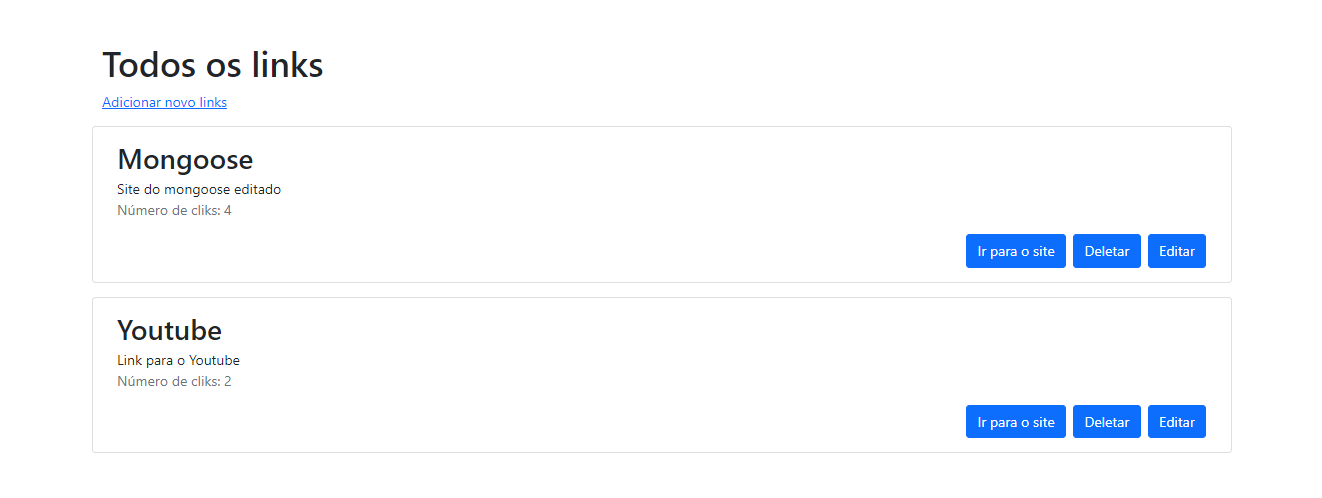 Todos os links
Adicionar novo links
Mongoose
Site do mongoose editado
Número de cliks: 4
Ir para o site Deletar Editar
Youtube
Link para o Youtube
Número de cliks: 2
Ir para o site Deletar Editar